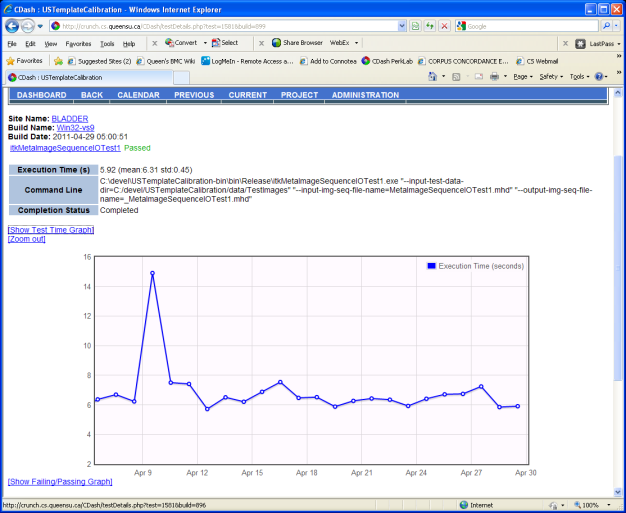 CDash : USTemplateCalibration - Windows Internet Explorer
http://crunch.cs.queensu.ca/CDash/testDetails.php?test=15816&build=899
Google
File Edit View Favorites Tools Help x Convert Select x Share Browser WebEx x LastPass
Favorites Suggested Sites (2) Queen's BMC Wiki LogMeIn - Remote Access a... Add to Connotea CDash PerkLab CORPUS CONCORDANCE E... CS Webmail
CDash : USTemplateCalibration
Page Safety Tools
DASHBOARD BACK CALENDAR PREVIOUS CURRENT PROJECT ADMINISTRATION
Site Name: BLADDER
Build Name: Win32-vs9
Build Date: 2011-04-29 05:00:51
itkMetaImageSequenceIOTest1 Passed
Execution Time (s) 5.92 (mean:6.31 std:0.45)
Command Line C:\devel\USTemplateCalibration-bin\bin\Release\itkMetaImageSequenceIOTest1.exe "--input-test-data-
dir=C:/devel/USTemplateCalibration/data/TestImages" "--input-img-seq-file-name=MetaImageSequenceIOTest1.mhd" "--output-img-seq-file-
name=_MetaImageSequenceIOTest1.mhd"
Completion Status Completed
[Show Test Time Graph]
[Zoom out]
Execution Time (seconds)
16
14
12
10
8
6
4
2
Apr 9 Apr 12 Apr 15 Apr 18 Apr 21 Apr 24 Apr 27 Apr 30
[Show Failing/Passing Graph]
http://crunch.cs.queensu.ca/CDash/testDetails.php?test=15816&build=896
Internet
100%